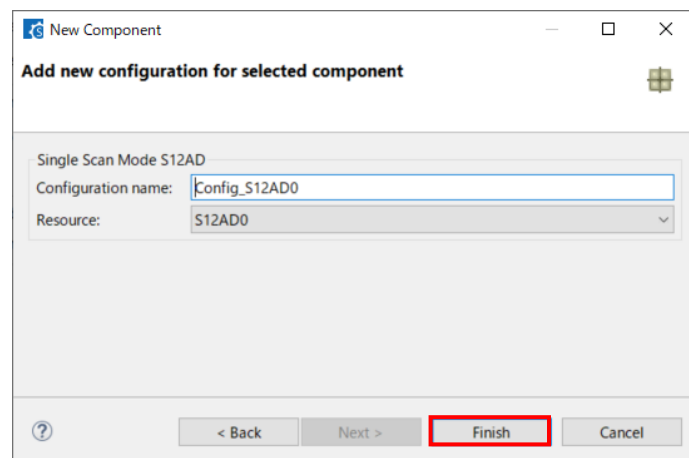 New Component
Add new configuration for selected component
Single Scan Mode S12AD
Configuration name: Config_S12AD0
Resource: S12AD0
? < Back Next > Finish Cancel